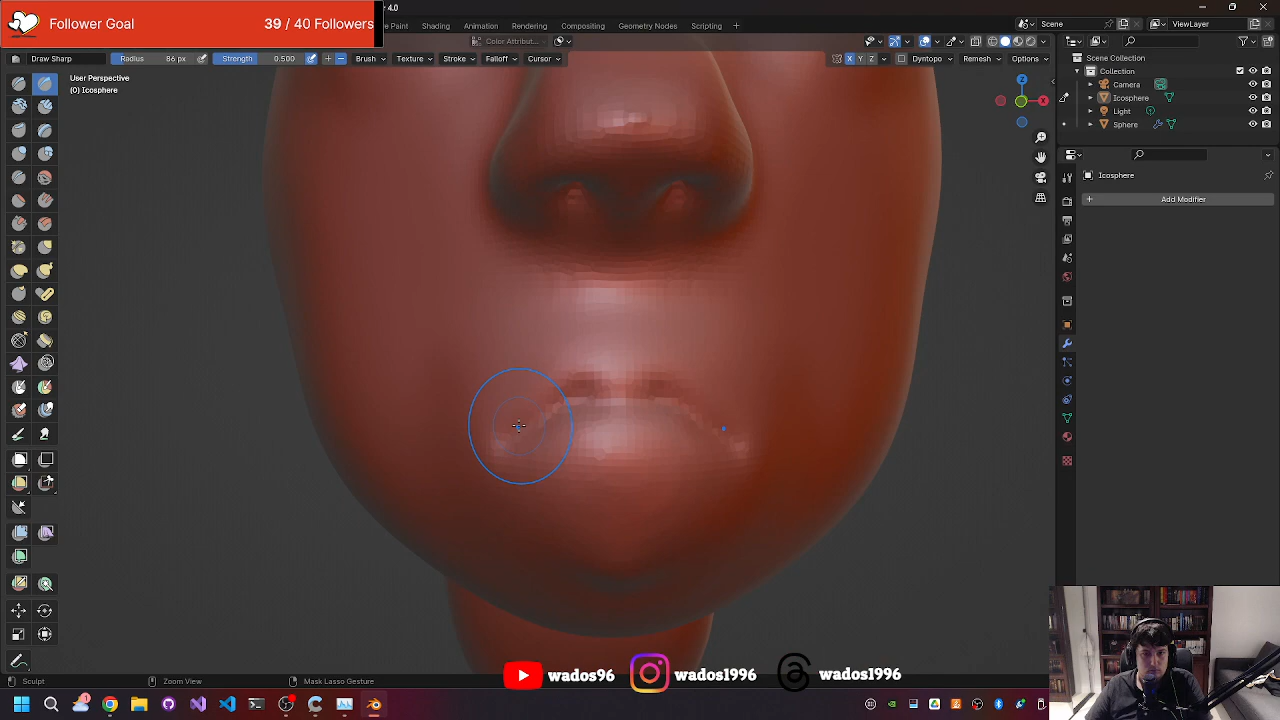 Follower Goal 39 / 40 Followers
4.0
e Paint Shading Animation Rendering Compositing Geometry Nodes Scripting +
Scene
ViewLayer
Color Attribut...
Draw Sharp Radius 86 px Strength 0.500 Brush Texture Stroke Falloff Cursor
X Y Z Dyntopo Remesh Options
User Perspective
(0) Icosphere
Z
X
Scene Collection
Collection
Camera
Icosphere
Light
Sphere
Icosphere
+ Add Modifier
wados96 wados1996 wados1996
Sculpt Zoom View Mask Lasso Gesture
1